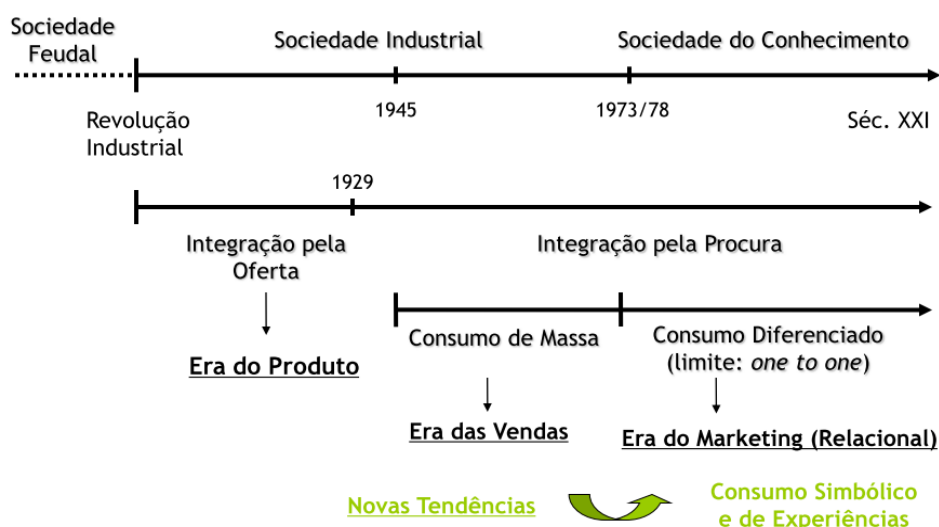 Sociedade
Feudal
Sociedade Industrial
Sociedade do Conhecimento
Revolução
Industrial
1945
1973/78
Séc. XXI
1929
Integração pela
Oferta
Integração pela Procura
Era do Produto
Consumo de Massa
Consumo Diferenciado
(limite: one to one)
Era das Vendas
Era do Marketing (Relacional)
Novas Tendências
Consumo Simbólico
e de Experiências